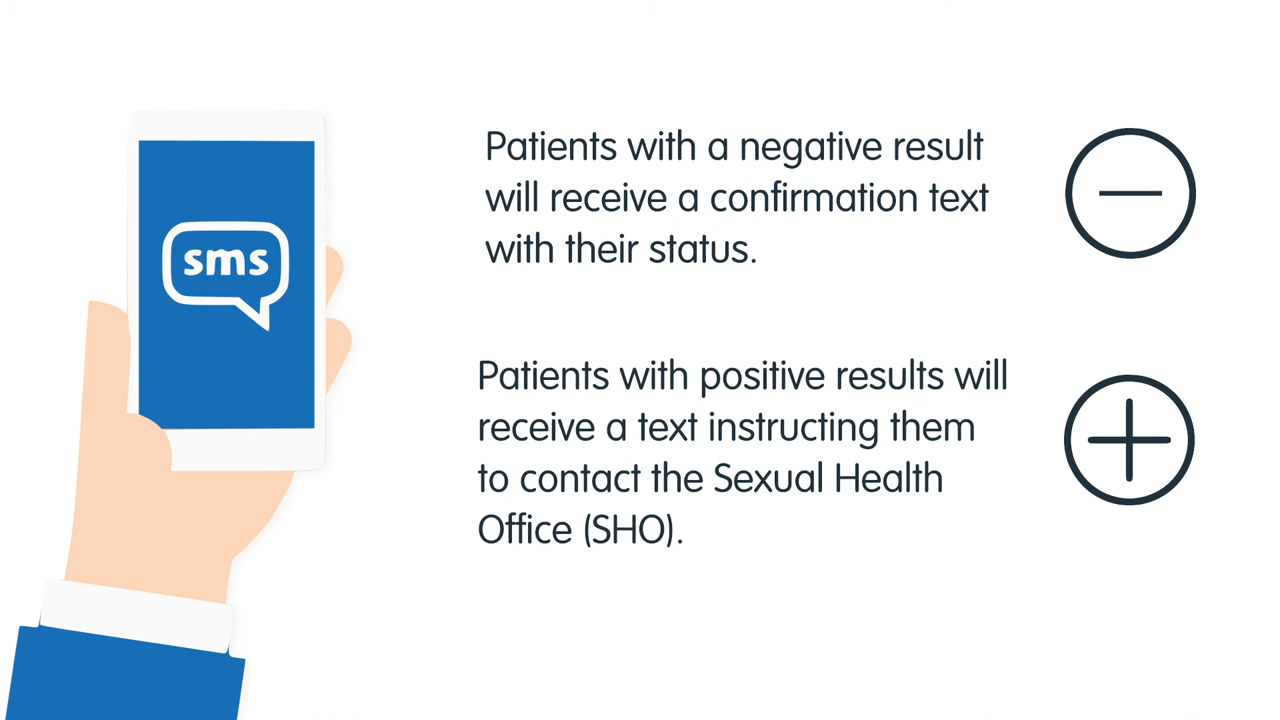 sms
Patients with a negative result
will receive a confirmation text
with their status.
Patients with positive results will
receive a text instructing them
to contact the Sexual Health
Office (SHO).